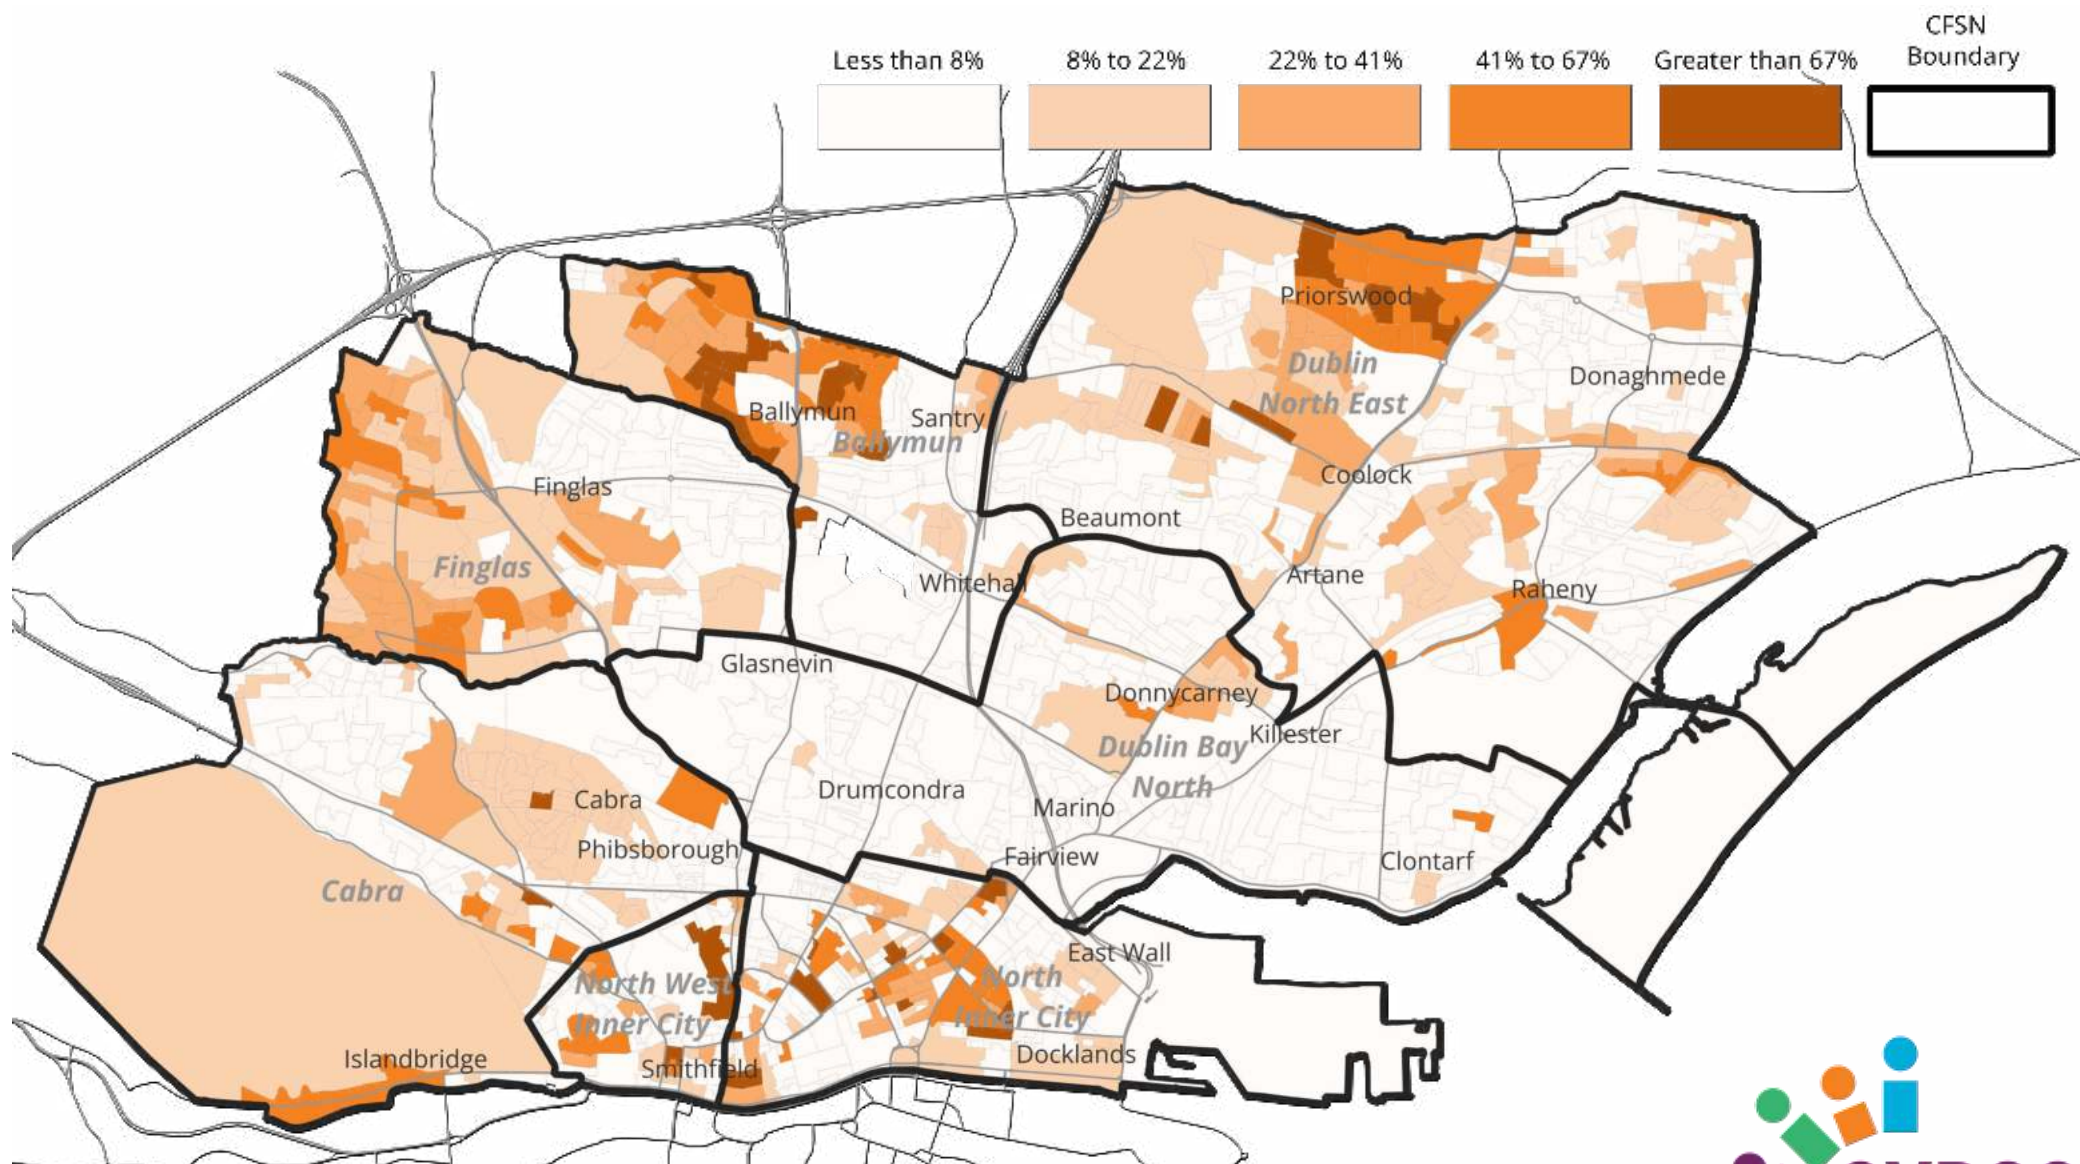 CFSN
Boundary
Less than 8%
8% to 22%
22% to 41%
41% to 67%
Greater than 67%
Priorswood
Dublin
North East
Donaghmede
Ballymun
Santry
Ballymun
Coolock
Finglas
Beaumont
Finglas
Whitehall
Artane
Raheny
Glasnevin
Donnycarney
Killester
Dublin Bay
North
Cabra
Drumcondra
Marino
Phibsborough
Fairview
Clontarf
Cabra
East Wall
North West
Inner City
North
Inner City
Islandbridge
Smithfield
Docklands